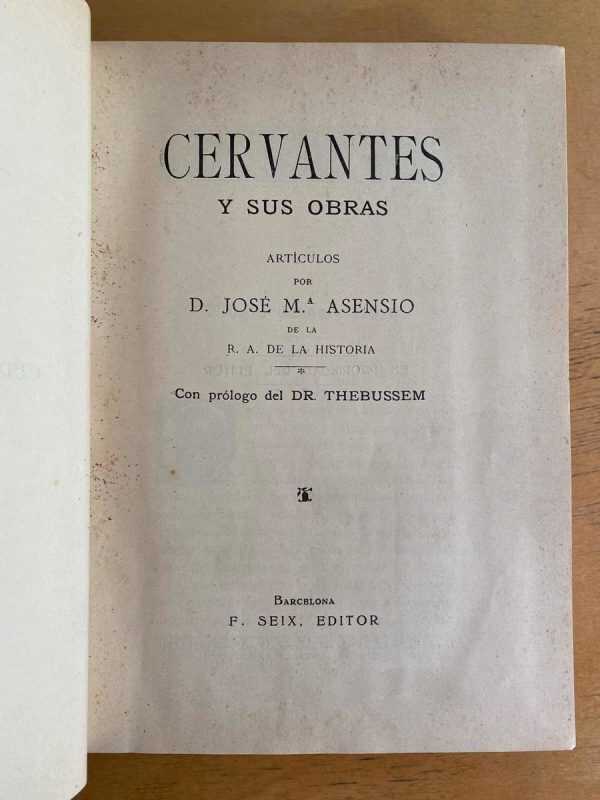 CERVANTES
Y SUS OBRAS
ARTÍCULOS
POR
D. JOSÉ M.ª ASENSIO
DE LA
R. A. DE LA HISTORIA
Con prólogo del DR. THEBUSSEM
BARCELONA
F. SEIX, EDITOR